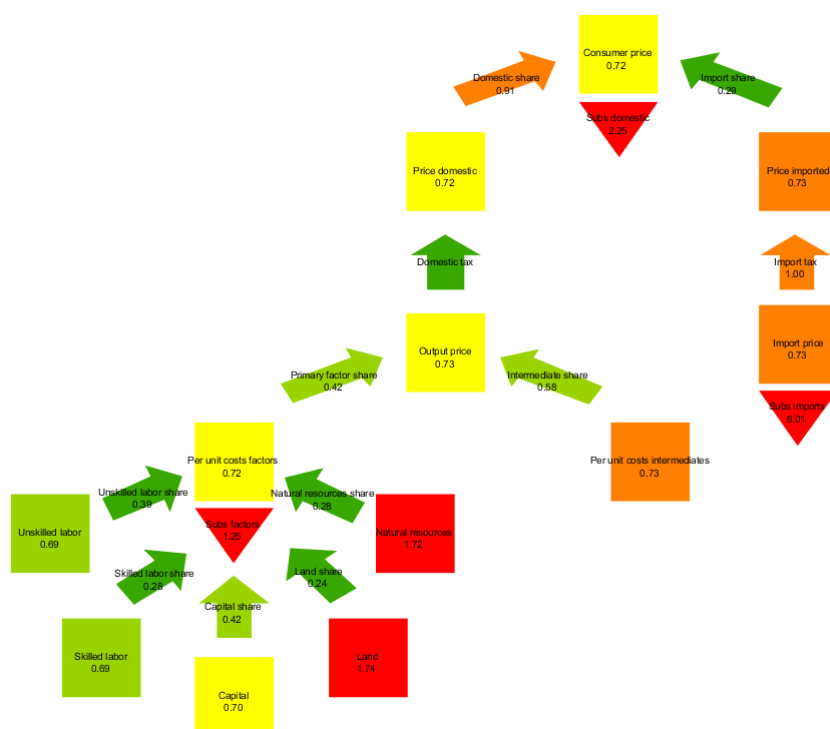 Consumer price
0.72
Domestic share
0.91
Import share
0.29
Subs domestic
2.25
Price domestic
0.72
Price imported
0.73
Domestic tax
Import tax
1.00
Output price
0.73
Import price
0.73
Primary factor share
0.42
Intermediate share
0.58
Subs imports
6.01
Per unit costs factors
0.72
Per unit costs intermediates
0.73
Unskilled labor share
0.39
Natural resources share
0.28
Unskilled labor
0.69
Subs factors
1.25
Natural resources
1.72
Skilled labor share
0.28
Land share
0.24
Capital share
0.42
Skilled labor
0.69
Land
1.74
Capital
0.70